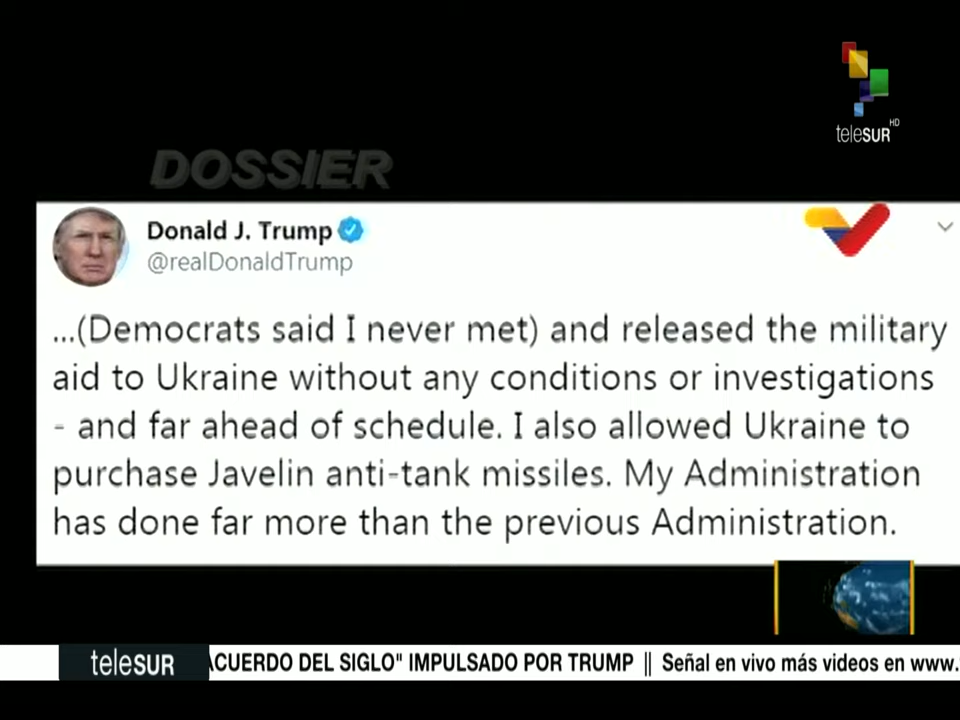 teleSUR HD
DOSSIER
Donald J. Trump
@realDonaldTrump
...(Democrats said I never met) and released the military
aid to Ukraine without any conditions or investigations
- and far ahead of schedule. I also allowed Ukraine to
purchase Javelin anti-tank missiles. My Administration
has done far more than the previous Administration.
teleSUR ACUERDO DEL SIGLO" IMPULSADO POR TRUMP || Señal en vivo más videos en www.